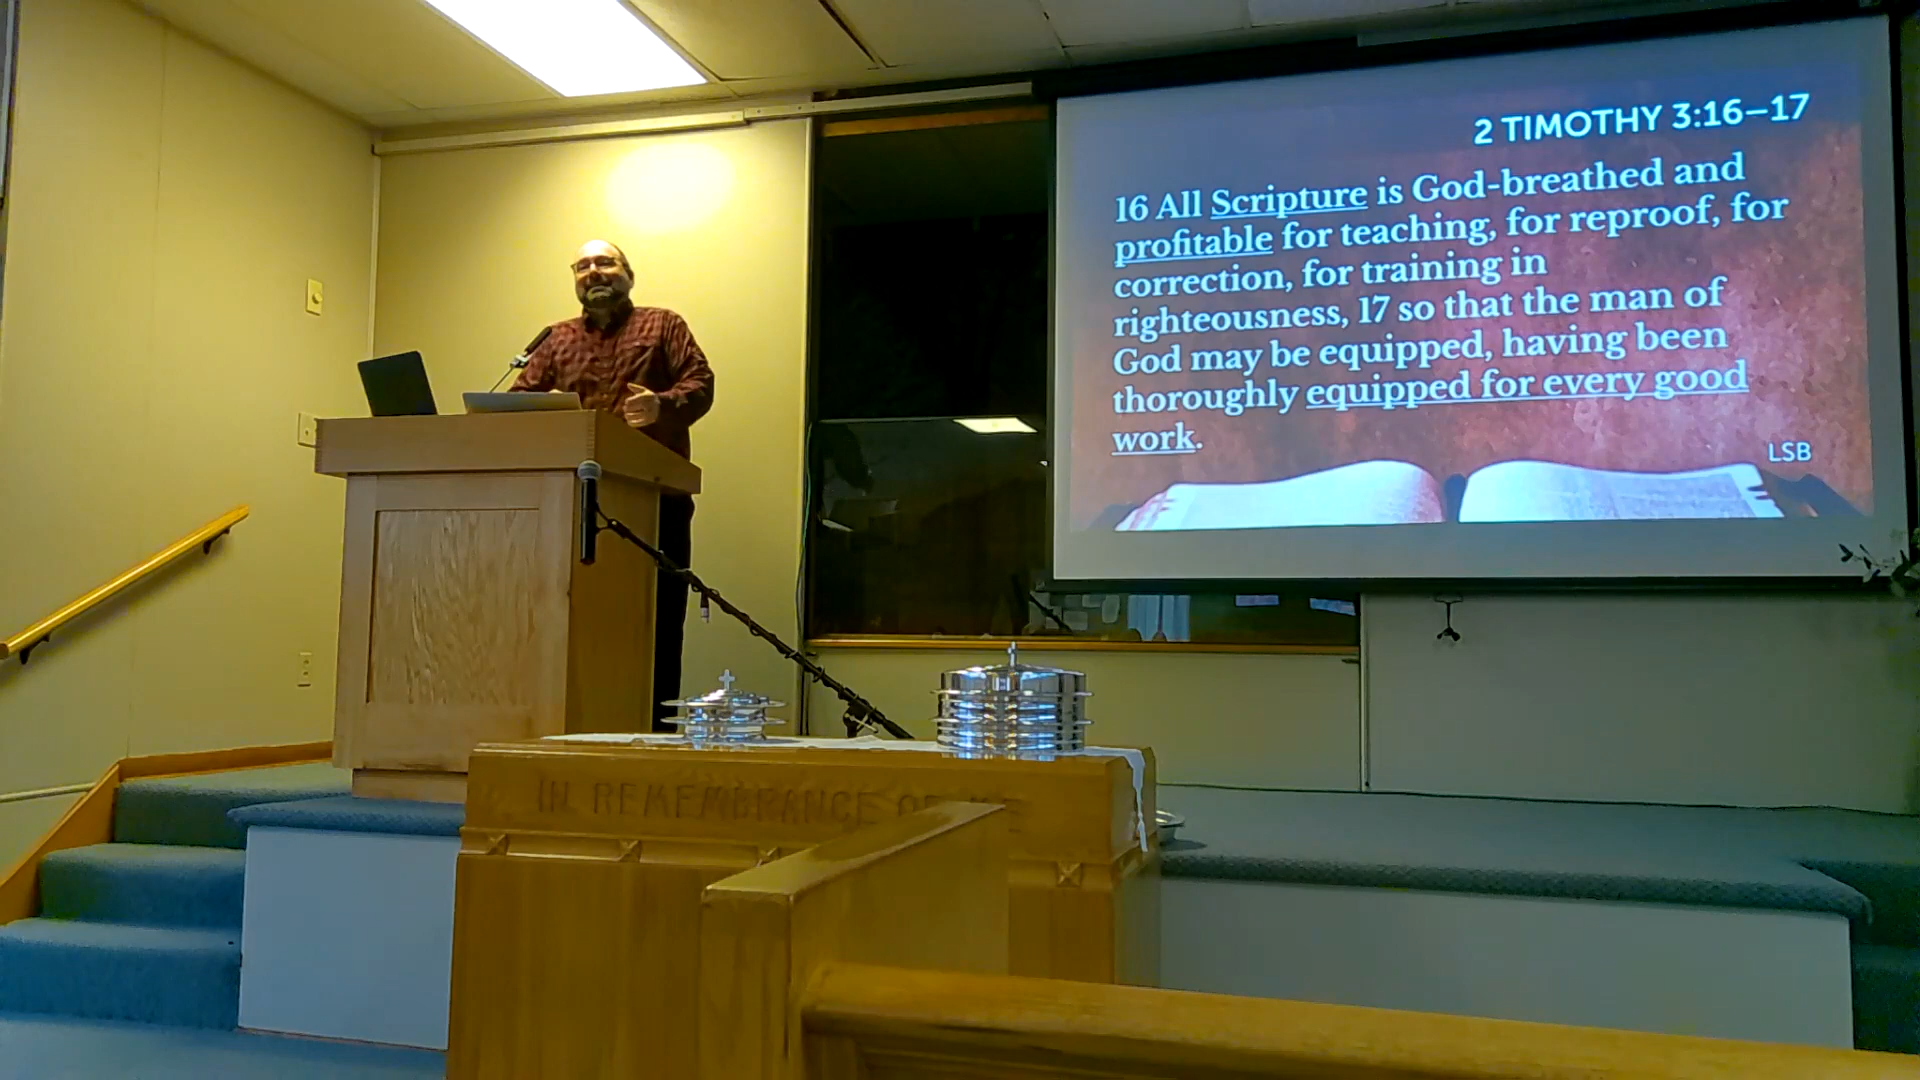 2 TIMOTHY 3:16–17
16 All Scripture is God-breathed and
profitable for teaching, for reproof, for
correction, for training in
righteousness, 17 so that the man of
God may be equipped, having been
thoroughly equipped for every good
work.
LSB
IN REMEMBRANCE OF ME